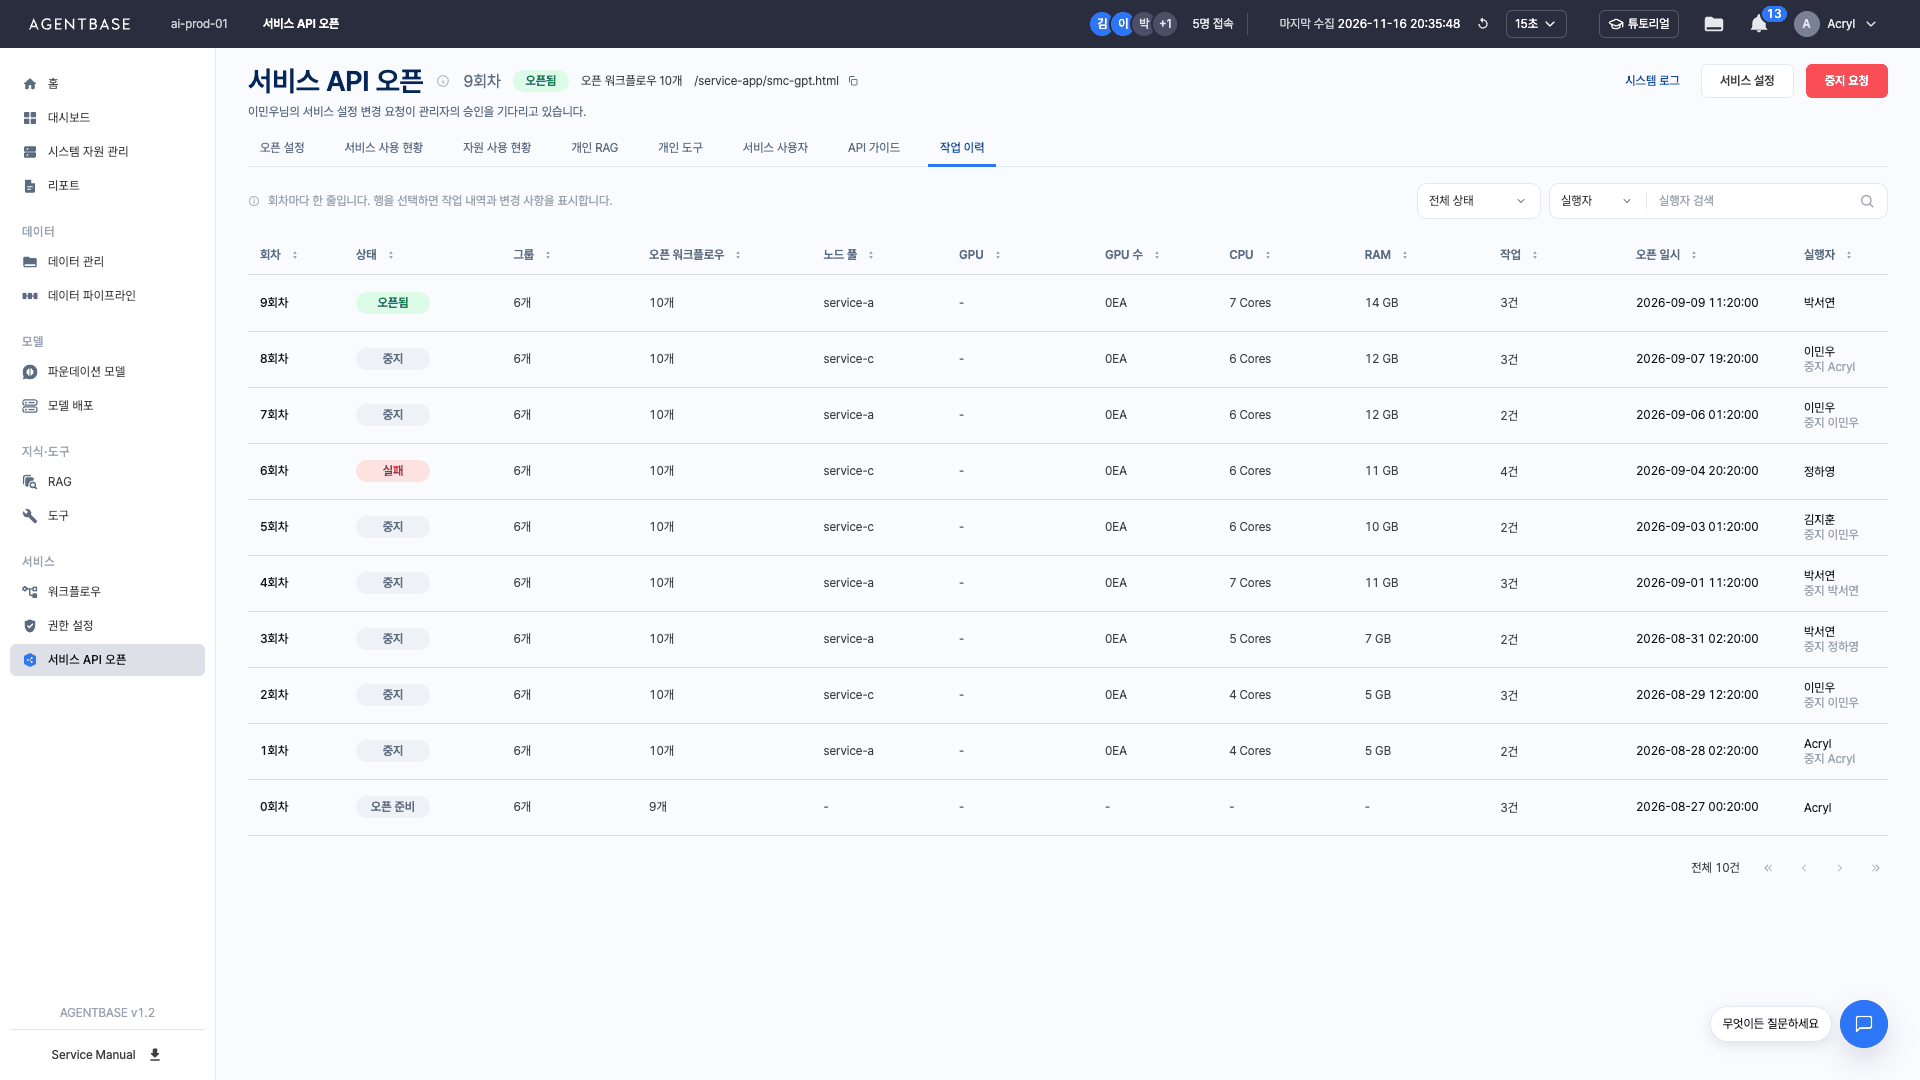 AGENTBASE
ai-prod-01
서비스 API 오픈
김 이 박 +1 5명 접속
마지막 수집 2026-11-16 20:35:48
15초
튜토리얼
13
A Acryl
홈
대시보드
시스템 자원 관리
리포트
데이터
데이터 관리
데이터 파이프라인
모델
파운데이션 모델
모델 배포
지식·도구
RAG
도구
서비스
워크플로우
권한 설정
서비스 API 오픈
AGENTBASE v1.2
Service Manual
서비스 API 오픈 9회차 오픈됨 오픈 워크플로우 10개 /service-app/smc-gpt.html
시스템 로그 서비스 설정 중지 요청
이민우님의 서비스 설정 변경 요청이 관리자의 승인을 기다리고 있습니다.
오픈 설정 서비스 사용 현황 자원 사용 현황 개인 RAG 개인 도구 서비스 사용자 API 가이드 작업 이력
회차마다 한 줄입니다. 행을 선택하면 작업 내역과 변경 사항을 표시합니다.
전체 상태 실행자 실행자 검색
회차 상태 그룹 오픈 워크플로우 노드 풀 GPU GPU 수 CPU RAM 작업 오픈 일시 실행자
9회차 오픈됨 6개 10개 service-a - 0EA 7 Cores 14 GB 3건 2026-09-09 11:20:00 박서연
8회차 중지 6개 10개 service-c - 0EA 6 Cores 12 GB 3건 2026-09-07 19:20:00 이민우
중지 Acryl
7회차 중지 6개 10개 service-a - 0EA 6 Cores 12 GB 2건 2026-09-06 01:20:00 이민우
중지 이민우
6회차 실패 6개 10개 service-c - 0EA 6 Cores 11 GB 4건 2026-09-04 20:20:00 정하영
5회차 중지 6개 10개 service-c - 0EA 6 Cores 10 GB 2건 2026-09-03 01:20:00 김지훈
중지 이민우
4회차 중지 6개 10개 service-a - 0EA 7 Cores 11 GB 3건 2026-09-01 11:20:00 박서연
중지 박서연
3회차 중지 6개 10개 service-a - 0EA 5 Cores 7 GB 2건 2026-08-31 02:20:00 박서연
중지 정하영
2회차 중지 6개 10개 service-c - 0EA 4 Cores 5 GB 3건 2026-08-29 12:20:00 이민우
중지 이민우
1회차 중지 6개 10개 service-a - 0EA 4 Cores 5 GB 2건 2026-08-28 02:20:00 Acryl
중지 Acryl
0회차 오픈 준비 6개 9개 - - - - - 3건 2026-08-27 00:20:00 Acryl
전체 10건
무엇이든 질문하세요